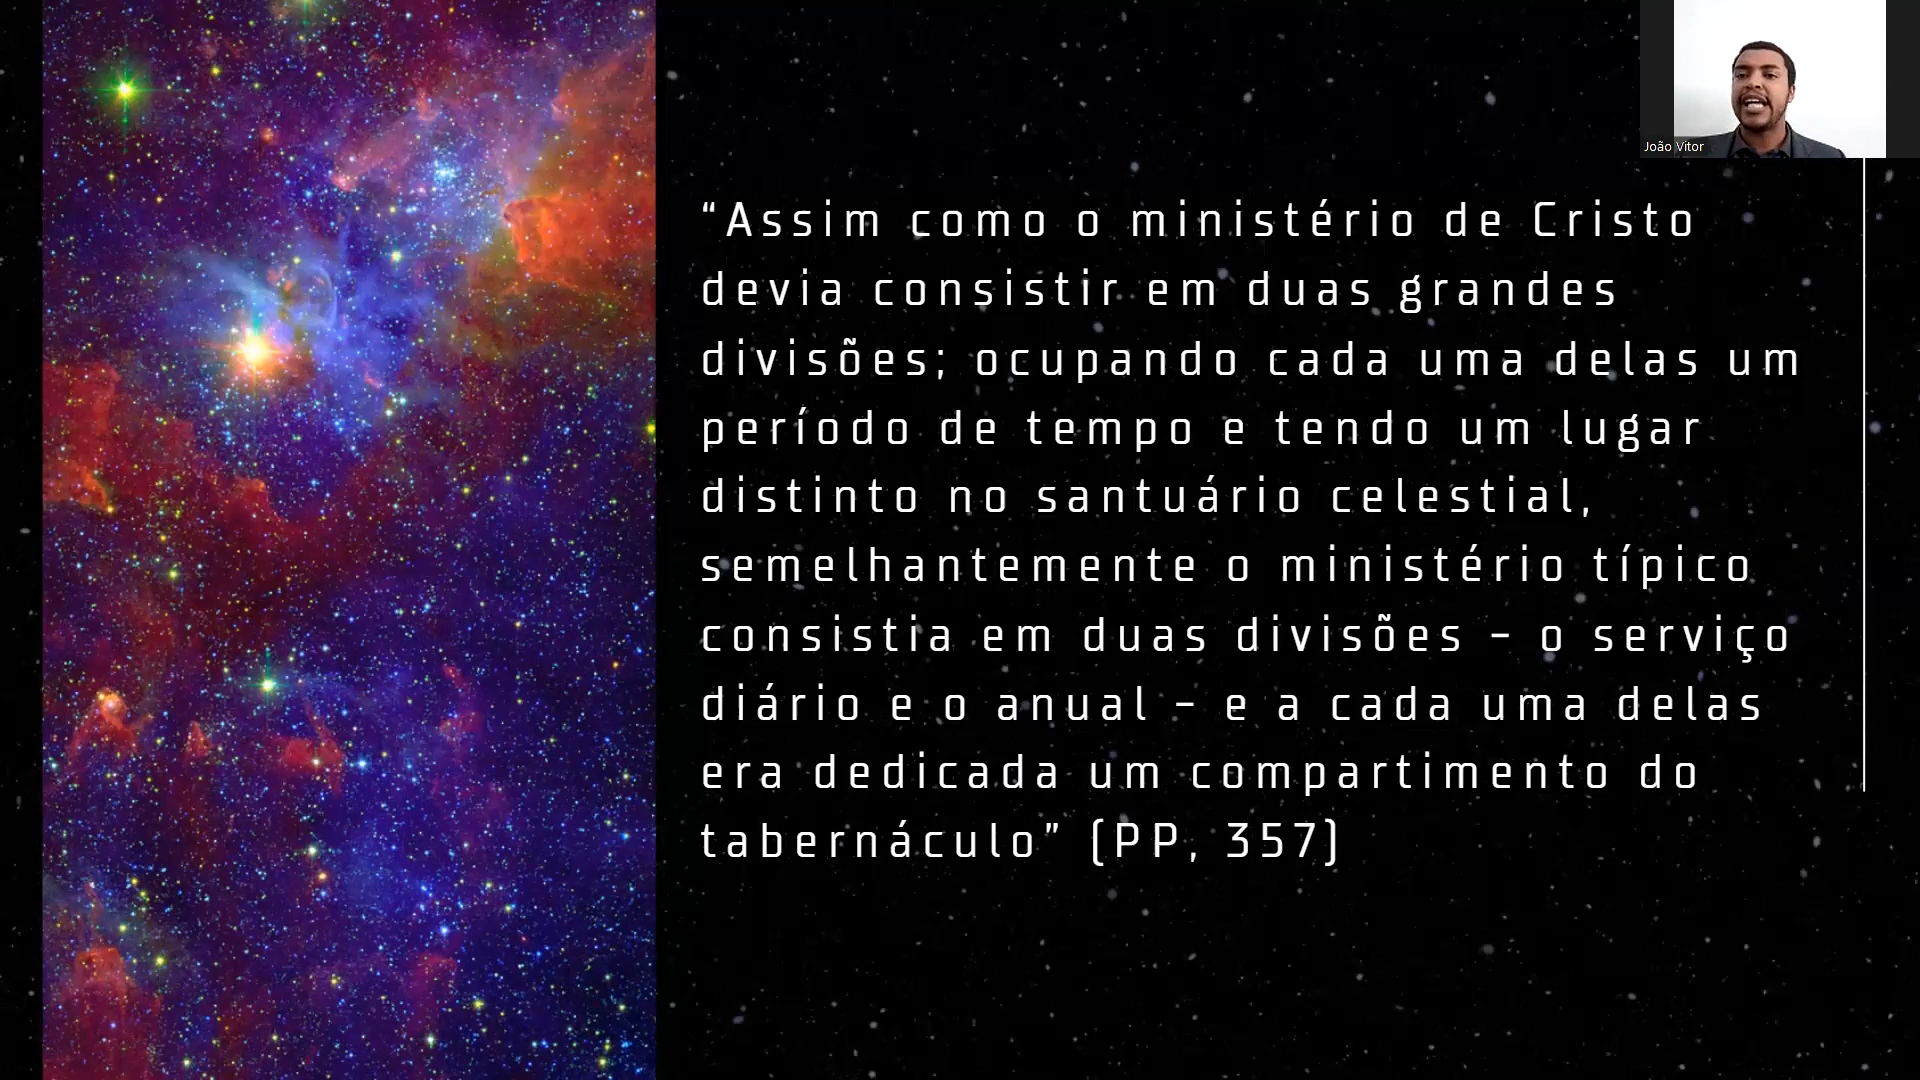 João Vitor
“Assim como o ministério de Cristo
devia consistir em duas grandes
divisões; ocupando cada uma delas um
período de tempo e tendo um lugar
distinto no santuário celestial,
semelhantemente o ministério típico
consistia em duas divisões – o serviço
diário e o anual – e a cada uma delas
era dedicada um compartimento do
tabernáculo” (PP, 357)